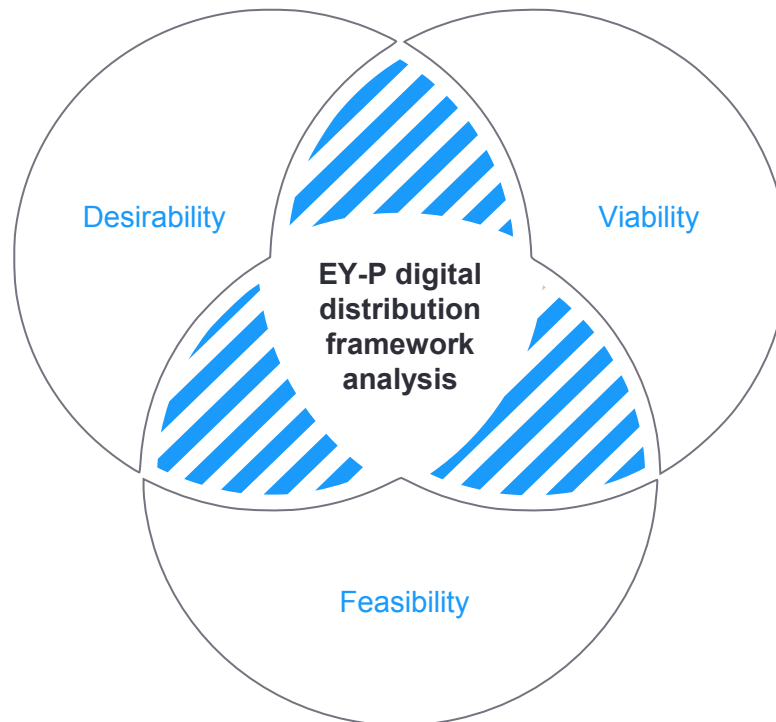 Desirability
Viability
EY-P digital
distribution
framework
analysis
Feasibility